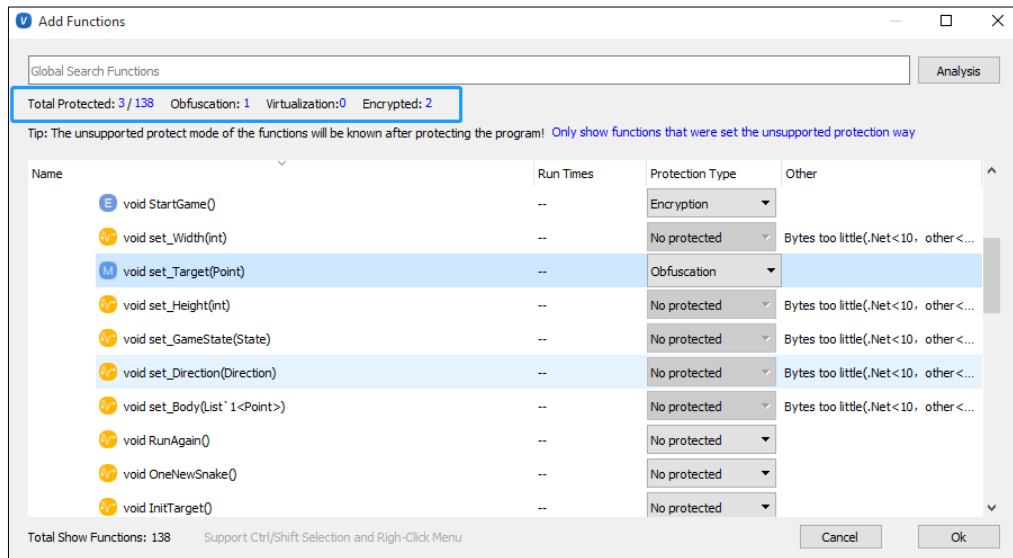 V Add Functions
Global Search Functions Analysis
Total Protected: 3 / 138 Obfuscation: 1 Virtualization:0 Encrypted: 2
Tip: The unsupported protect mode of the functions will be known after protecting the program! Only show functions that were set the unsupported protection way
Name Run Times Protection Type Other
E void StartGame() -- Encryption
void set_Width(int) -- No protected Bytes too little(.Net<10，other<...
M void set_Target(Point) -- Obfuscation
void set_Height(int) -- No protected Bytes too little(.Net<10，other<...
void set_GameState(State) -- No protected Bytes too little(.Net<10，other<...
void set_Direction(Direction) -- No protected Bytes too little(.Net<10，other<...
void set_Body(List`1<Point>) -- No protected Bytes too little(.Net<10，other<...
void RunAgain() -- No protected
void OneNewSnake() -- No protected
void InitTarget() -- No protected
Total Show Functions: 138 Support Ctrl/Shift Selection and Righ-Click Menu Cancel Ok